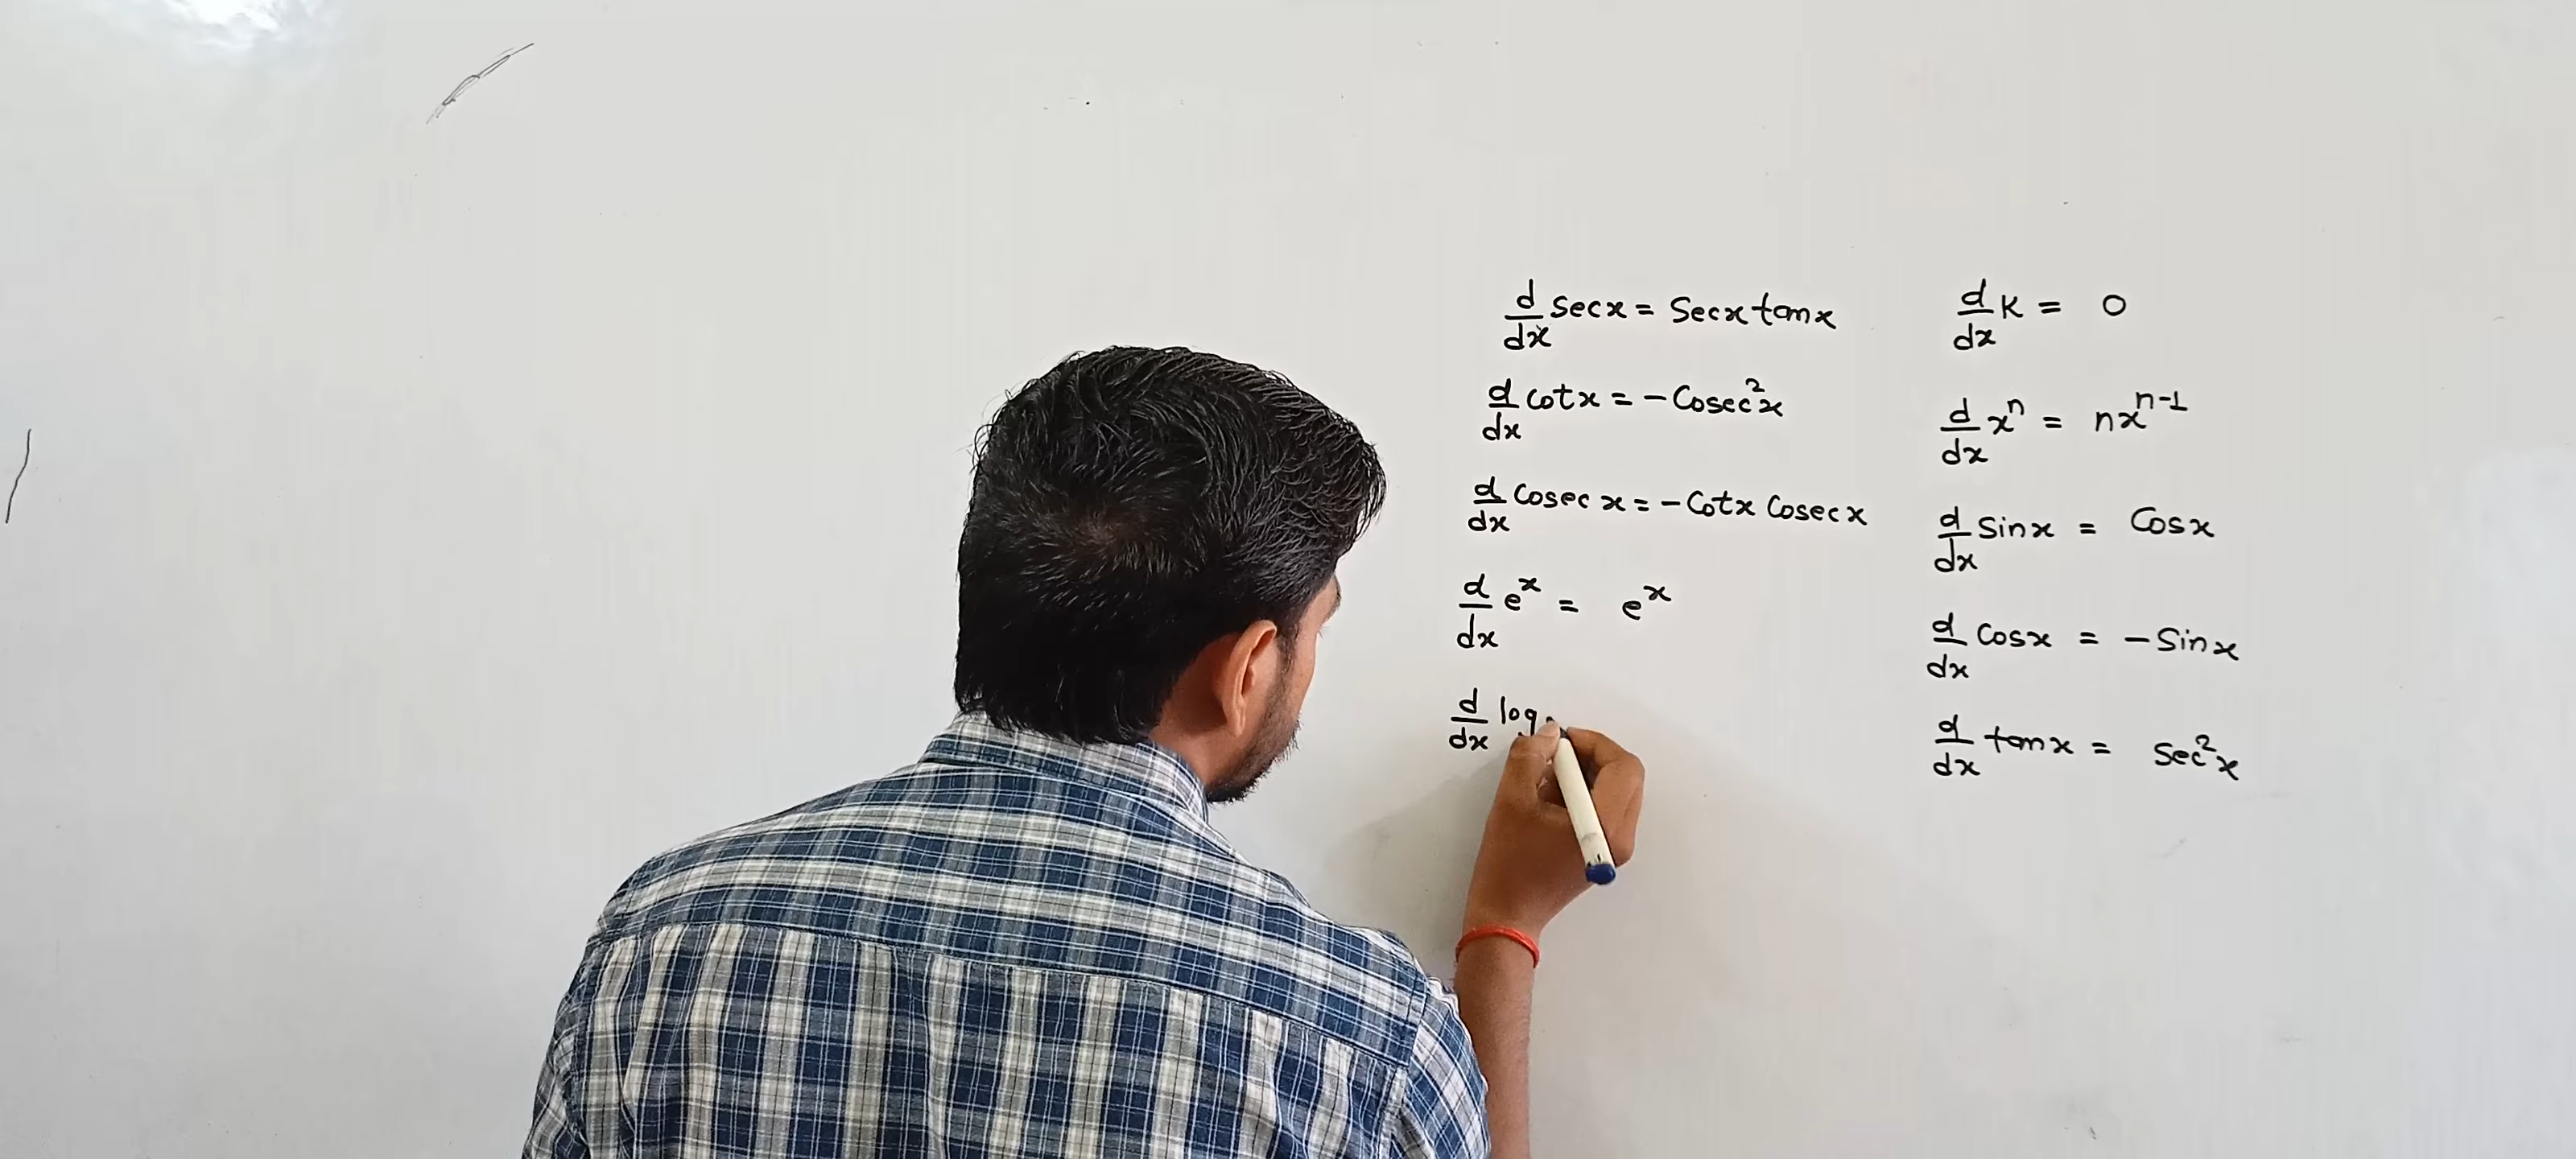 d/dx secx = Secx tanx
d/dx cotx = -Cosec²x
d/dx Cosec x = -Cotx Cosecx
d/dx e^x = e^x
d/dx log
d/dx K = 0
d/dx x^n = nx^(n-1)
d/dx Sinx = Cosx
d/dx Cosx = -Sinx
d/dx tanx = Sec²x